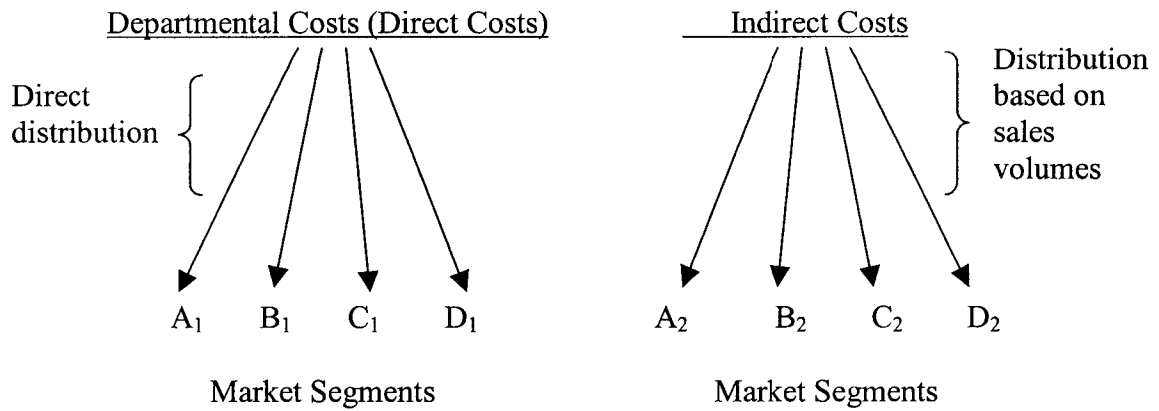 Departmental Costs (Direct Costs)
Indirect Costs
Direct
distribution
Distribution
based on
sales
volumes
A₁ B₁ C₁ D₁
A₂ B₂ C₂ D₂
Market Segments
Market Segments